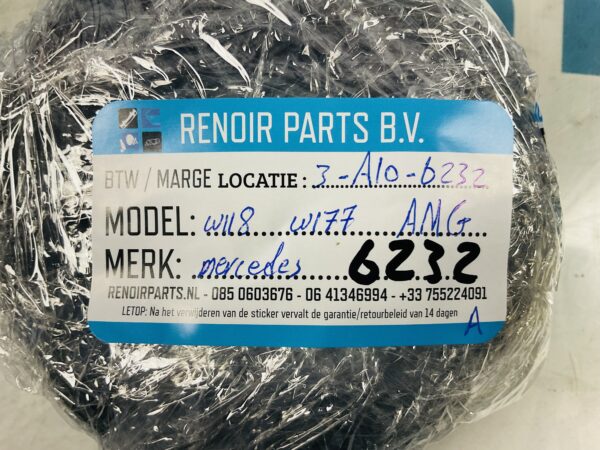 RENOIR PARTS B.V.
BTW / MARGE LOCATIE : 3-A10-6232
MODEL: W118 W177 AMG
MERK: mercedes 6232
RENOIRPARTS.NL - 085 0603676 - 06 41346994 - +33 755224091
LETOP: Na het verwijderen van de sticker vervalt de garantie/retourbeleid van 14 dagen
A